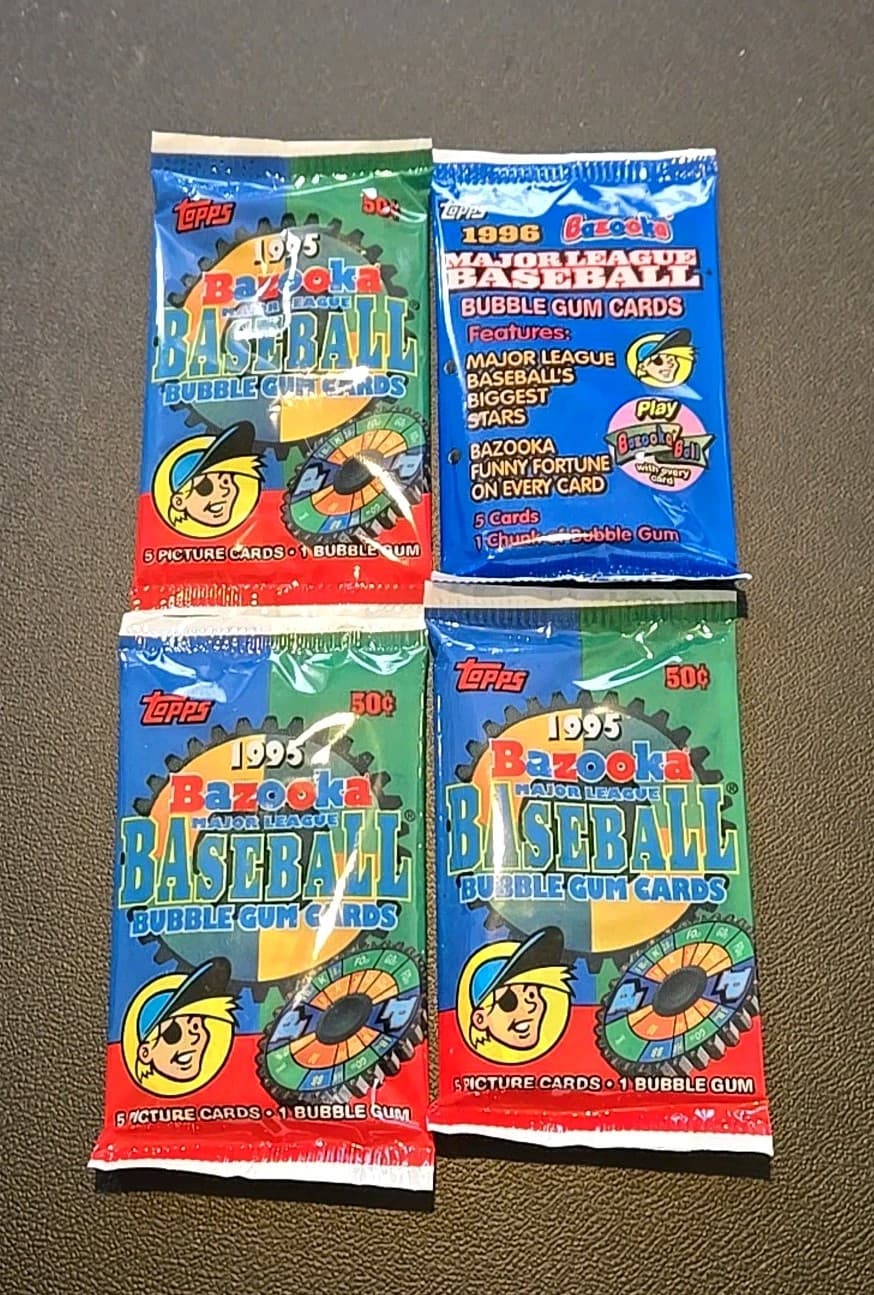 Topps
50¢
1995
Bazooka
MAJOR LEAGUE
BASEBALL
BUBBLE GUM CARDS
5 PICTURE CARDS • 1 BUBBLE GUM
Topps
1996 Bazooka
MAJOR LEAGUE
BASEBALL
BUBBLE GUM CARDS
Features:
MAJOR LEAGUE
BASEBALL'S
BIGGEST
STARS
Play
Bazooka Ball
with every
card
BAZOOKA
FUNNY FORTUNE
ON EVERY CARD
5 Cards
1 Chunk of Bubble Gum
Topps
50¢
1995
Bazooka
MAJOR LEAGUE
BASEBALL®
BUBBLE GUM CARDS
5 PICTURE CARDS • 1 BUBBLE GUM
Topps
50¢
1995
Bazooka
MAJOR LEAGUE
BASEBALL®
BUBBLE GUM CARDS
5 PICTURE CARDS • 1 BUBBLE GUM